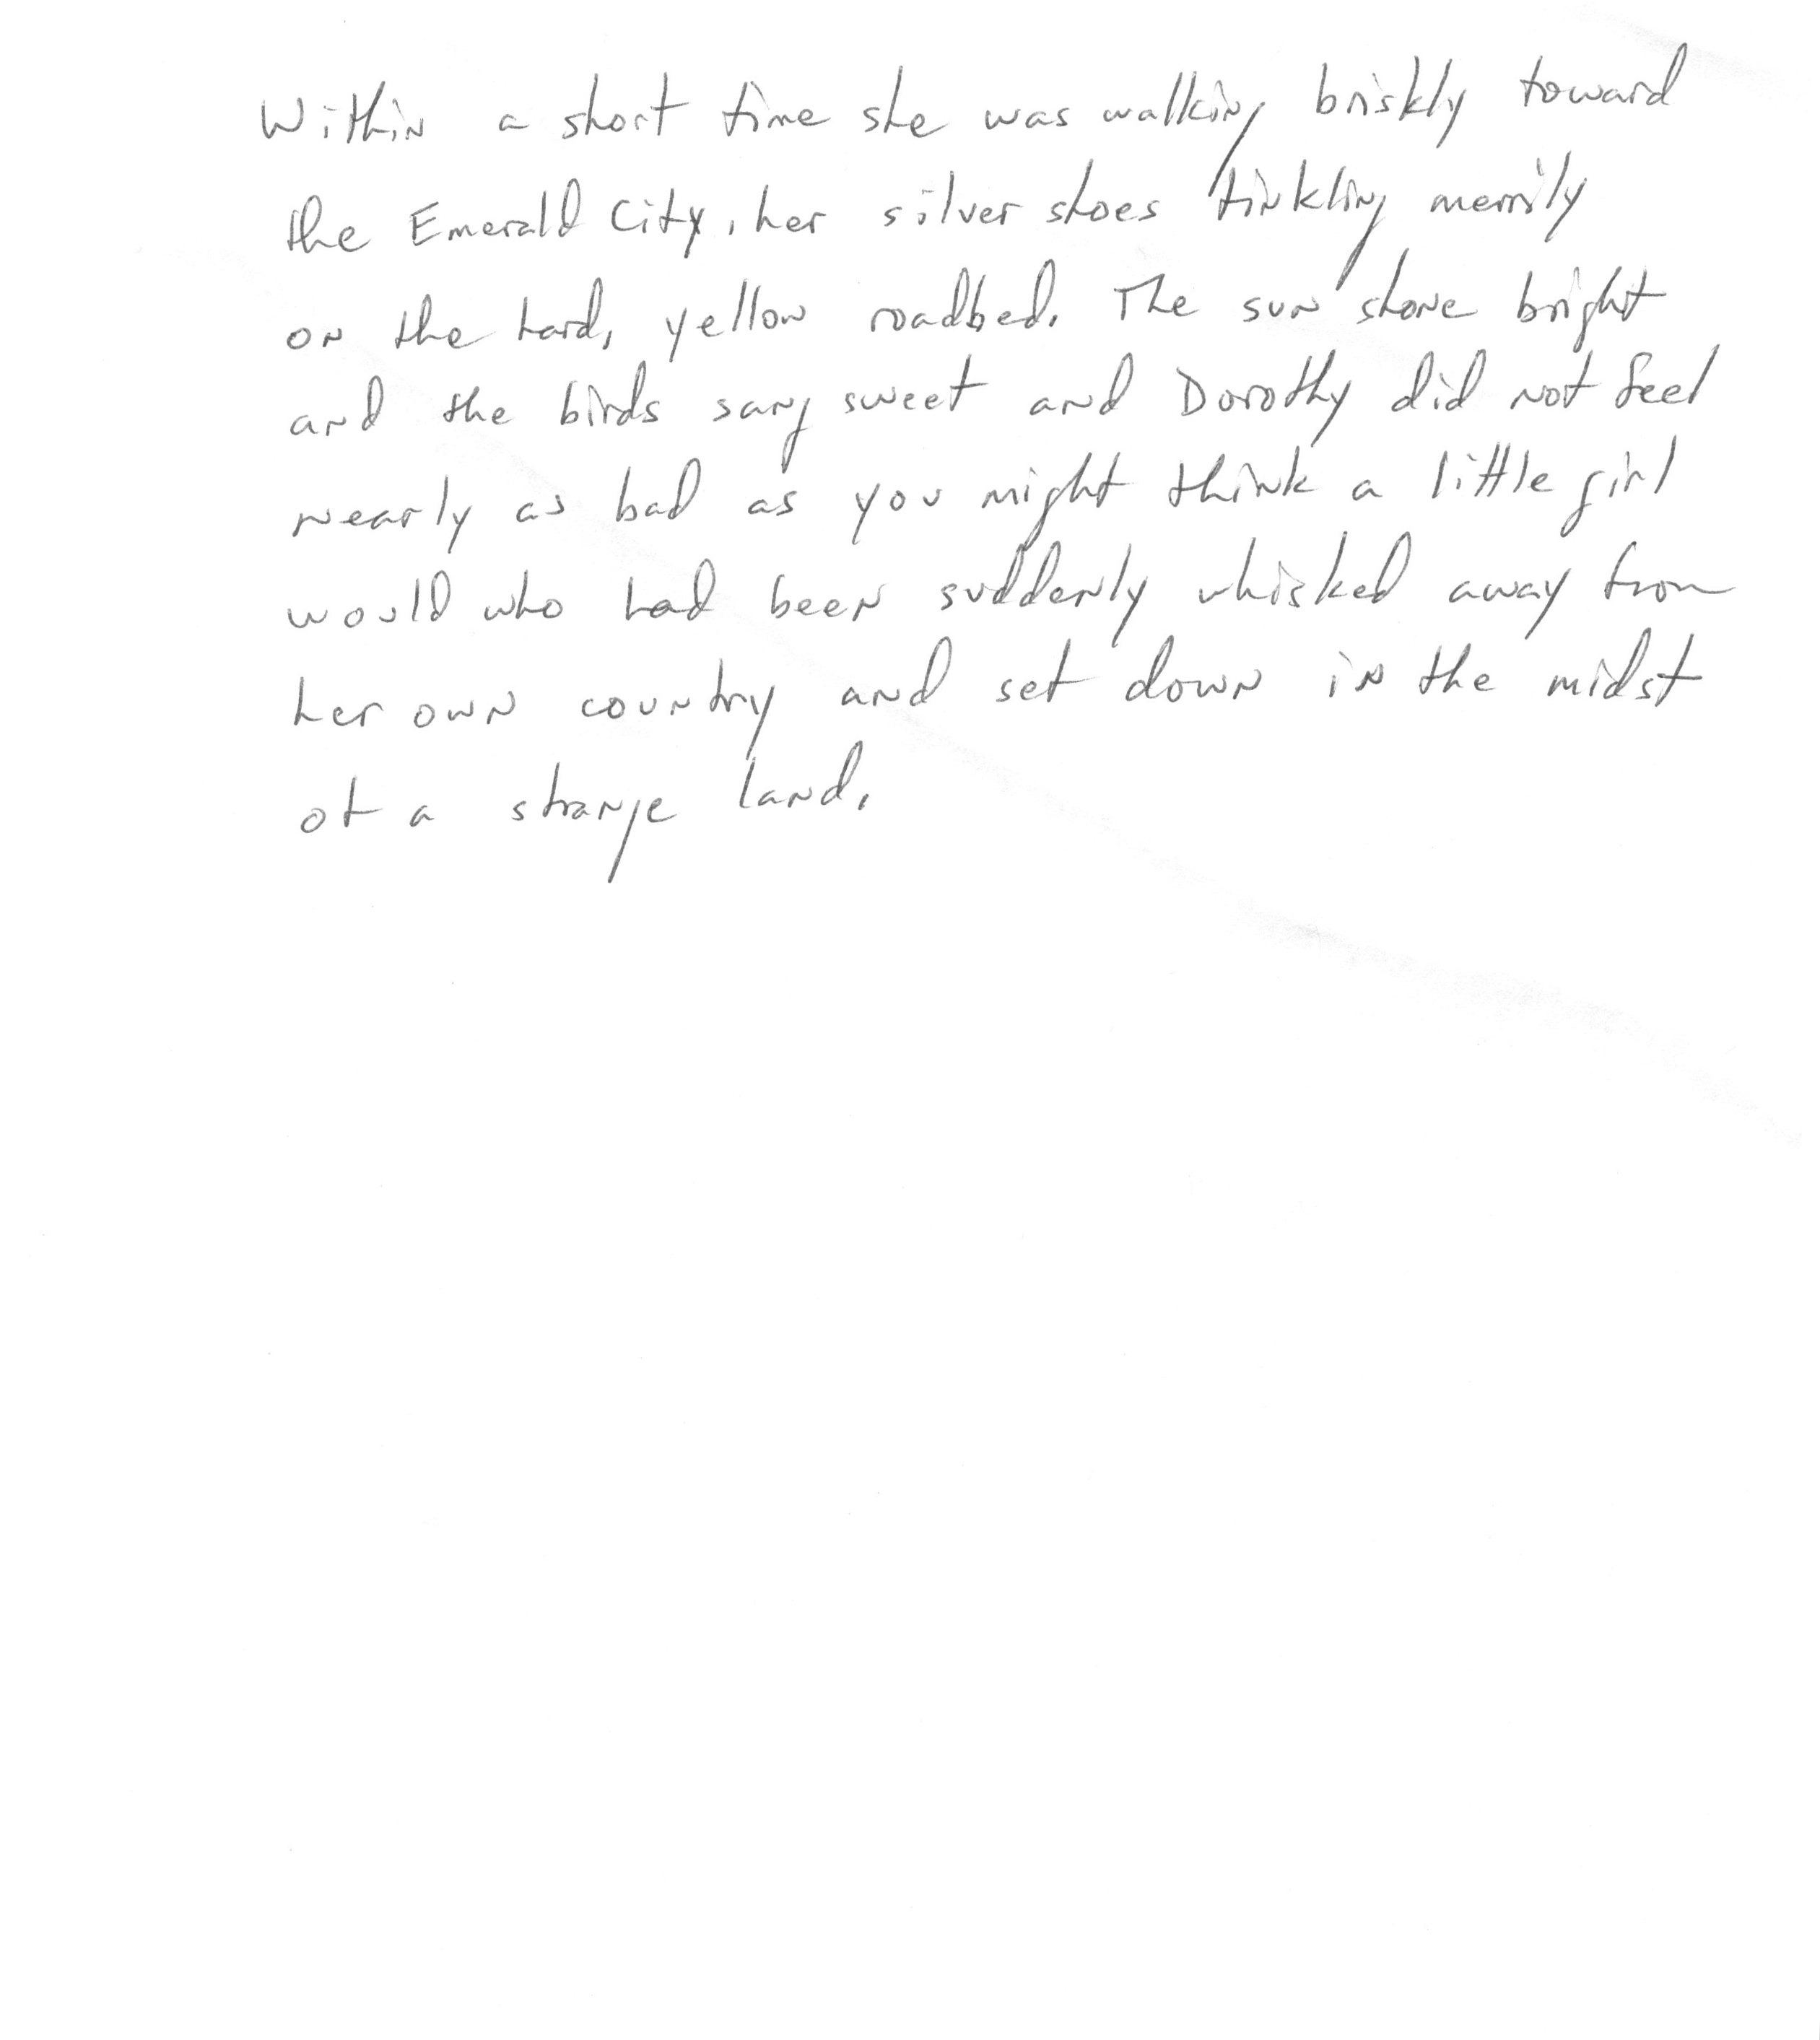 Within a short time she was walking briskly toward
the Emerald City, her silver shoes tinkling merrily
on the hard, yellow roadbed. The sun shone bright
and the birds sang sweet and Dorothy did not feel
nearly as bad as you might think a little girl
would who had been suddenly whisked away from
her own country and set down in the midst
of a strange land.